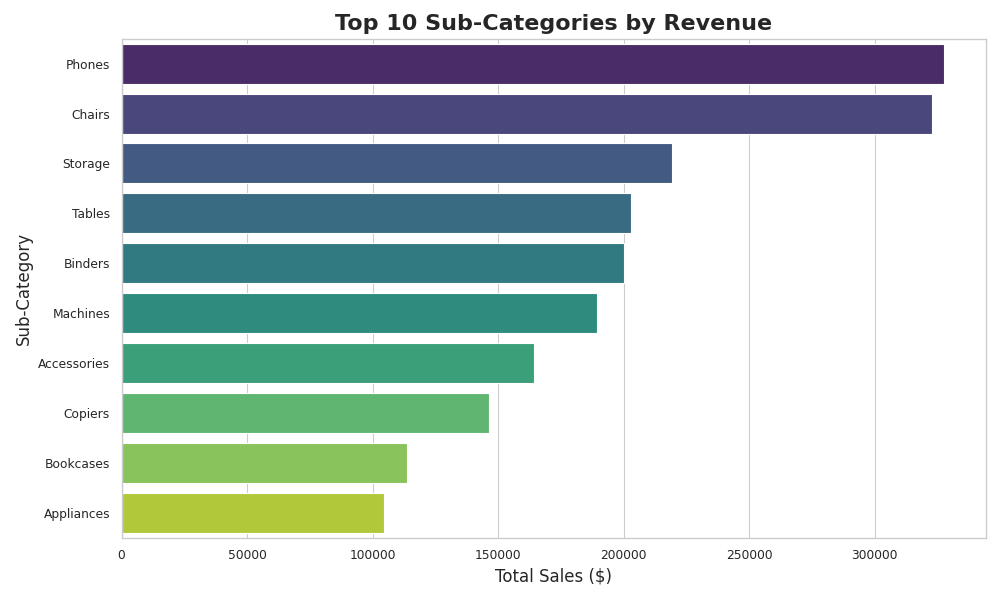 Top 10 Sub-Categories by Revenue
Phones
Chairs
Storage
Tables
Binders
Machines
Accessories
Copiers
Bookcases
Appliances
Sub-Category
0 50000 100000 150000 200000 250000 300000
Total Sales ($)